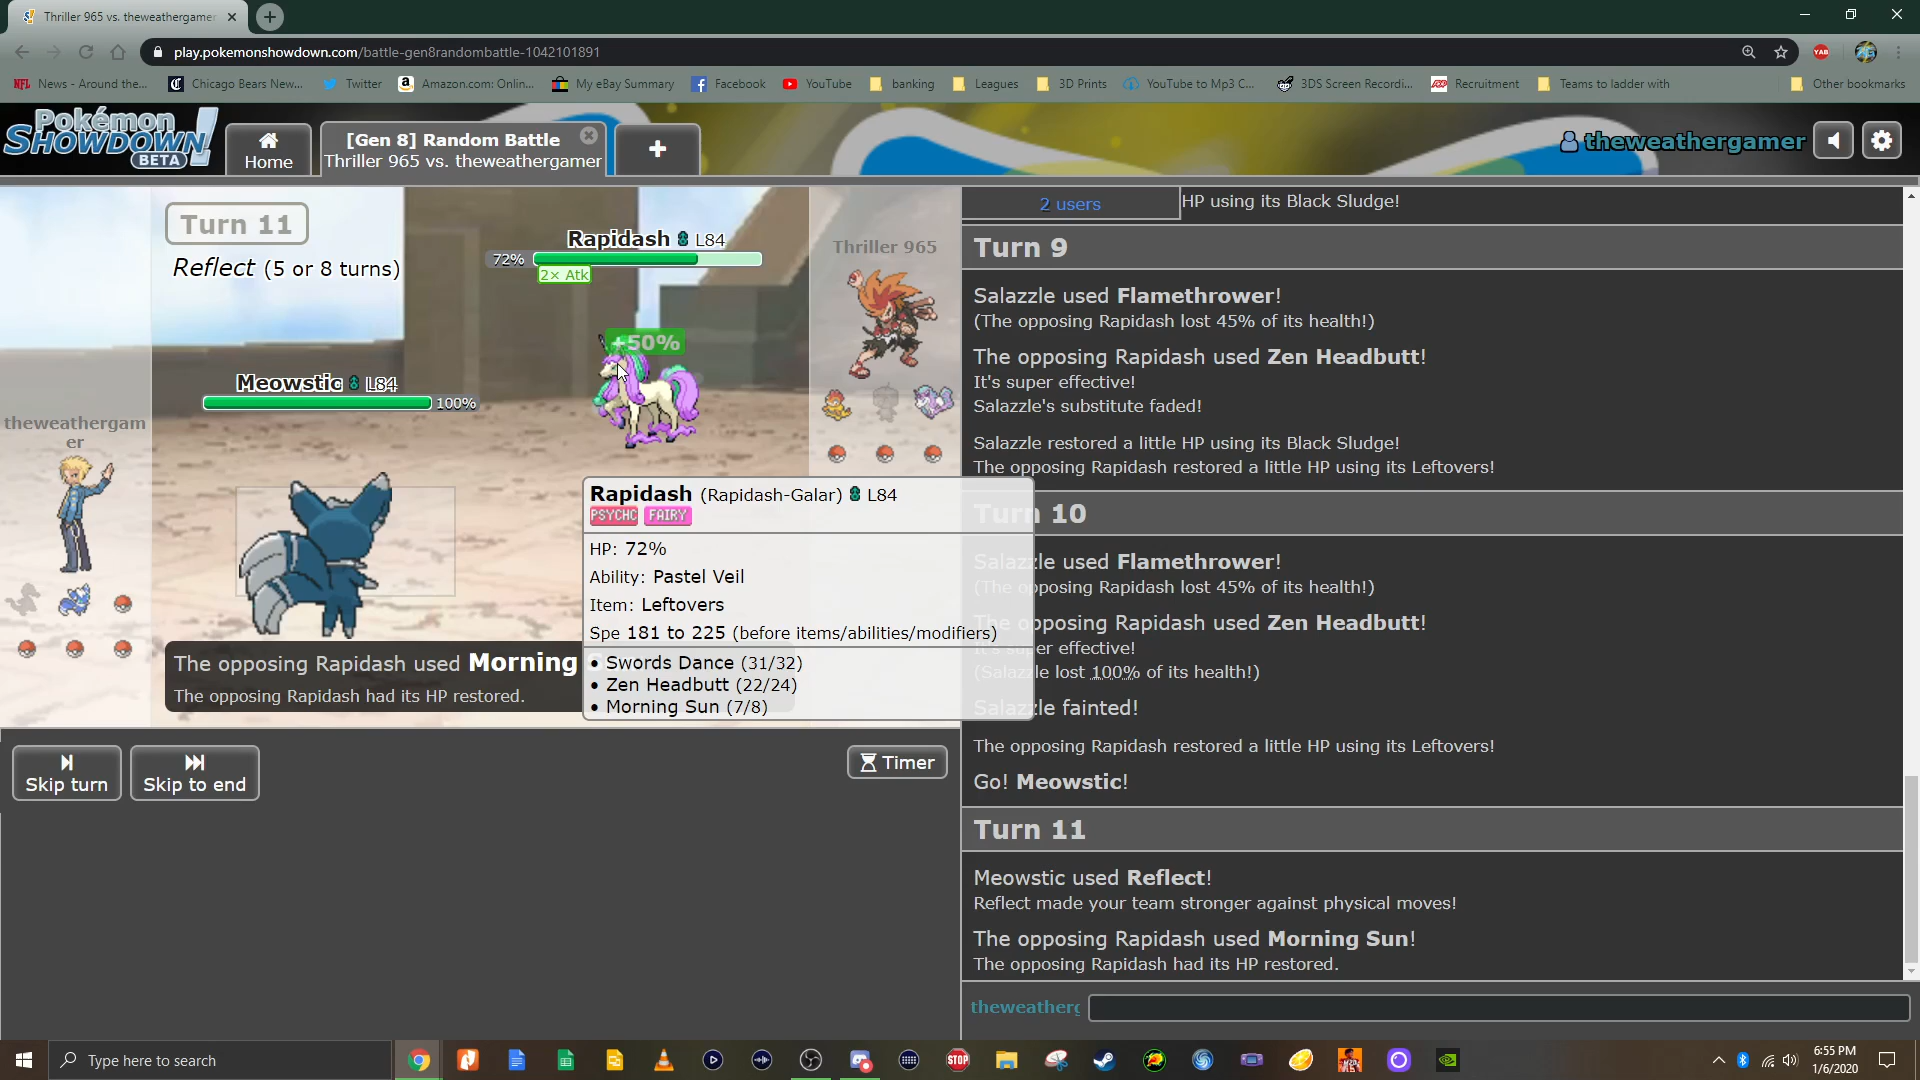 Thriller 965 vs. theweathergamer
play.pokemonshowdown.com/battle-gen8randombattle-1042101891
YAB
NFL News - Around the...
Chicago Bears New...
Twitter
Amazon.com: Onlin...
My eBay Summary
Facebook
YouTube
banking
Leagues
3D Prints
YouTube to Mp3 C...
3DS Screen Recordi...
Recruitment
Teams to ladder with
Other bookmarks
Pokémon
SHOWDOWN!
BETA
Home
[Gen 8] Random Battle
Thriller 965 vs. theweathergamer
theweathergamer
Turn 11
Reflect (5 or 8 turns)
Rapidash L84
72%
2× Atk
+50%
Meowstic L84
100%
Thriller 965
theweathergam
er
The opposing Rapidash used Morning
The opposing Rapidash had its HP restored.
Rapidash (Rapidash-Galar) L84
PSYCHC FAIRY
HP: 72%
Ability: Pastel Veil
Item: Leftovers
Spe 181 to 225 (before items/abilities/modifiers)
• Swords Dance (31/32)
• Zen Headbutt (22/24)
• Morning Sun (7/8)
Skip turn
Skip to end
Timer
2 users
HP using its Black Sludge!
Turn 9
Salazzle used Flamethrower!
(The opposing Rapidash lost 45% of its health!)
The opposing Rapidash used Zen Headbutt!
It's super effective!
Salazzle's substitute faded!
Salazzle restored a little HP using its Black Sludge!
The opposing Rapidash restored a little HP using its Leftovers!
Turn 10
Salazzle used Flamethrower!
(The opposing Rapidash lost 45% of its health!)
The opposing Rapidash used Zen Headbutt!
It's super effective!
(Salazzle lost 100% of its health!)
Salazzle fainted!
The opposing Rapidash restored a little HP using its Leftovers!
Go! Meowstic!
Turn 11
Meowstic used Reflect!
Reflect made your team stronger against physical moves!
The opposing Rapidash used Morning Sun!
The opposing Rapidash had its HP restored.
theweatherg
Type here to search
STOP
6:55 PM
1/6/2020